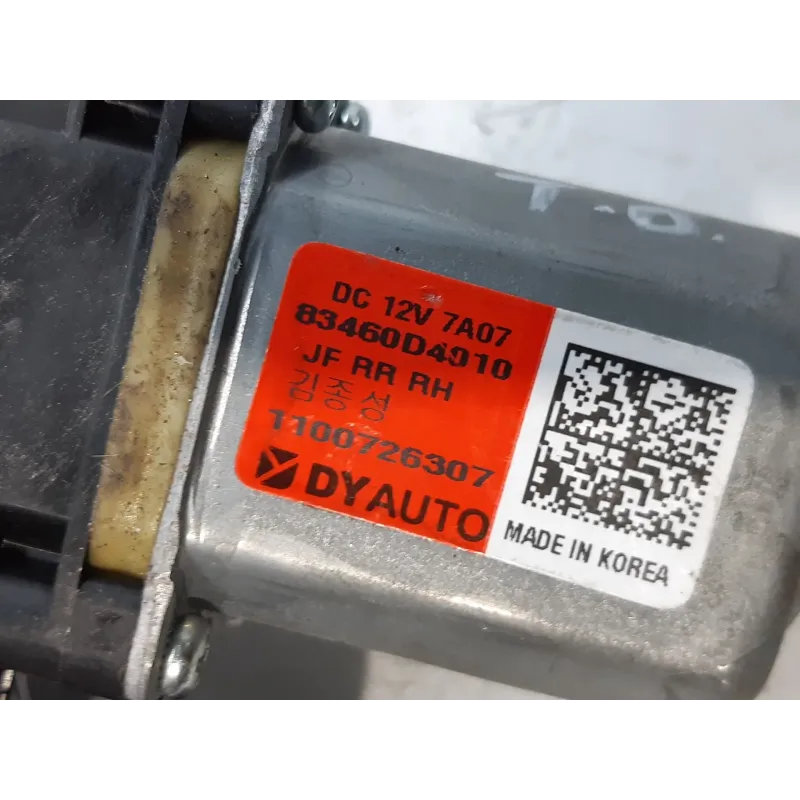 T.O.
DC 12V 7A07
83460D4010
JF RR RH
김종성
1100726307
DYAUTO
MADE IN KOREA